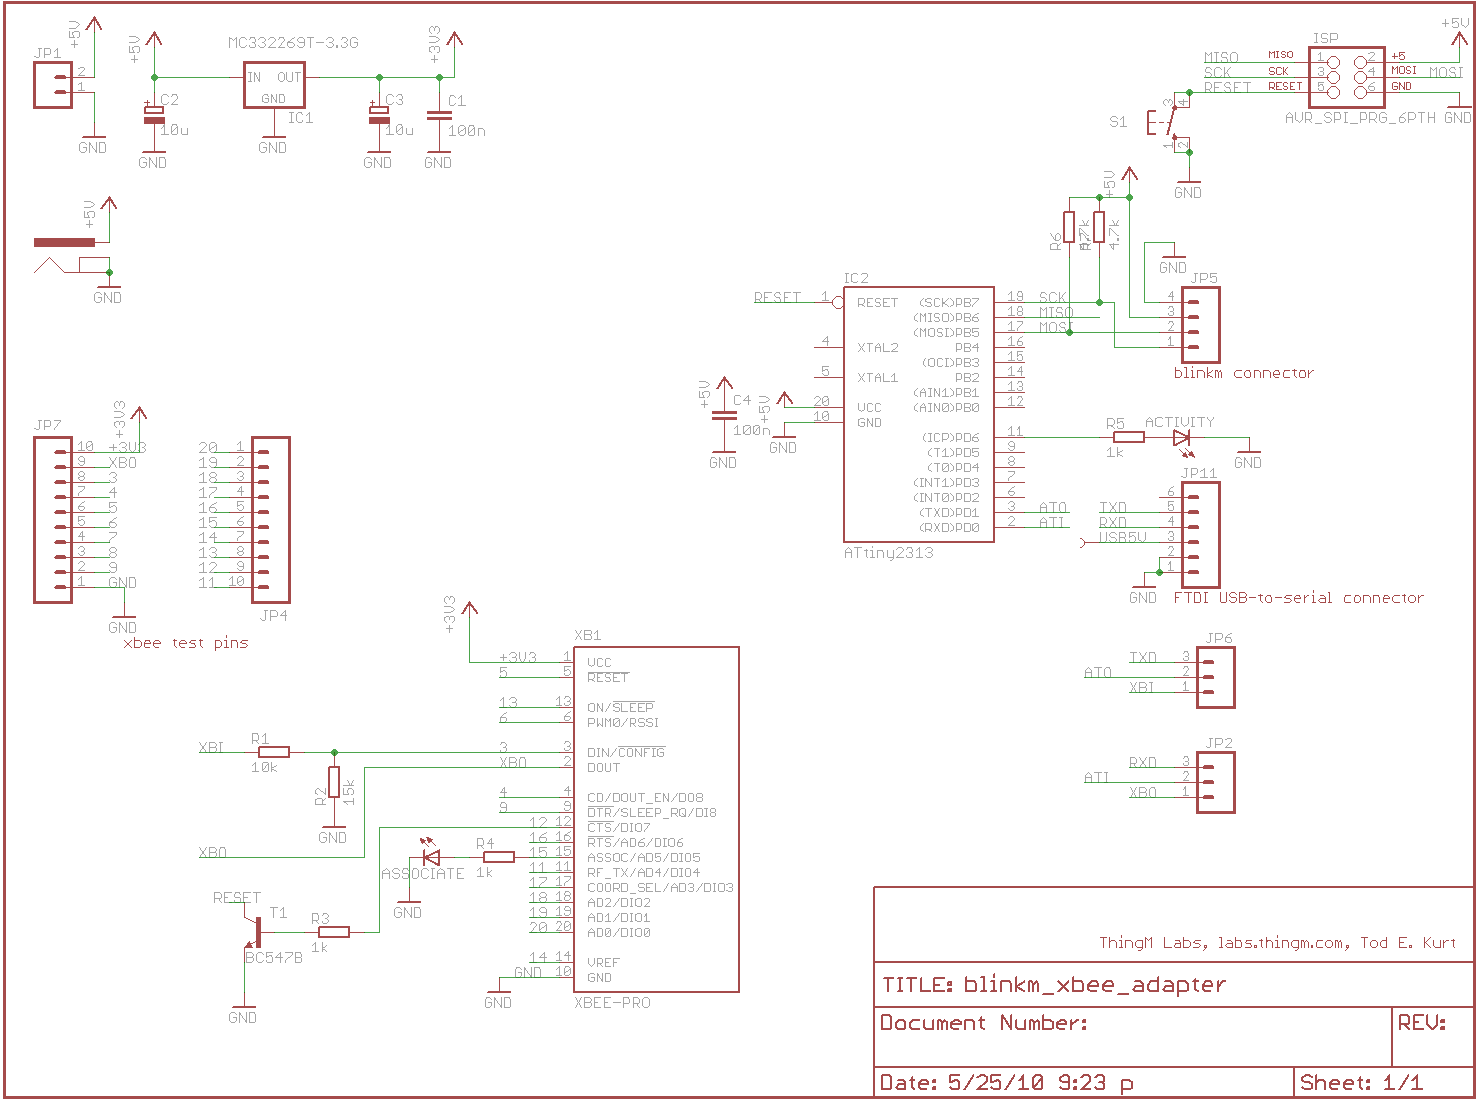 JP1
2
1
+5V
GND
+5V
C2
10u
GND
MC332269T-3.3G
IN OUT
GND
IC1
GND
C3
10u
GND
+3V3
C1
100n
GND
+5V
GND
ISP
+5V
MISO MISO 1 2 +5
SCK SCK 3 4 MOSI MOSI
RESET RESET 5 6 GND
AVR_SPI_PRG_6PTH GND
S1
3 4
1 2
GND
+5V
R6 4.7k
R7 4.7k
GND
JP5
4
3
2
1
blinkm connector
IC2
RESET 1 RESET
4 XTAL2
5 XTAL1
20 VCC
10 GND
(SCK)PB7 19 SCK
(MISO)PB6 18 MISO
(MOSI)PB5 17 MOSI
PB4 16
(OCI)PB3 15
PB2 14
(AIN1)PB1 13
(AIN0)PB0 12
(ICP)PD6 11
(T1)PD5 9
(T0)PD4 8
(INT1)PD3 7
(INT0)PD2 6
(TXD)PD1 3 ATO
(RXD)PD0 2 ATI
ATtiny2313
+5V
C4
100n
GND
+5V
GND
R5
1k
ACTIVITY
GND
JP11
6
TXD 5
RXD 4
USB5V 3
2
1
GND
FTDI USB-to-serial connector
JP7
+3V3
10 +3V3
9 XBO
8 3
7 4
6 5
5 6
4 7
3 8
2 9
1 GND
GND
20 1
19 2
18 3
17 4
16 5
15 6
14 7
13 8
12 9
11 10
JP4
xbee test pins
JP6
TXD 3
ATO 2
XBI 1
JP2
RXD 3
ATI 2
XBO 1
+3V3
XB1
+3V3 1 VCC
5 5 RESET
13 13 ON/SLEEP
6 6 PWM0/RSSI
3 3 DIN/CONFIG
XBO 2 DOUT
4 4 CD/DOUT_EN/DO8
9 9 DTR/SLEEP_RQ/DI8
12 12 CTS/DIO7
16 16 RTS/AD6/DIO6
15 15 ASSOC/AD5/DIO5
11 11 RF_TX/AD4/DIO4
17 17 COORD_SEL/AD3/DIO3
18 18 AD2/DIO2
19 19 AD1/DIO1
20 20 AD0/DIO0
14 14 VREF
GND 10 GND
GND
XBEE-PRO
XBI
R1
10k
R2
15k
GND
XBO
ASSOCIATE
R4
1k
GND
RESET
T1
BC547B
R3
1k
GND
ThingM Labs, labs.thingm.com, Tod E. Kurt
TITLE: blinkm_xbee_adapter
Document Number:
REV:
Date: 5/25/10 9:23 p
Sheet: 1/1